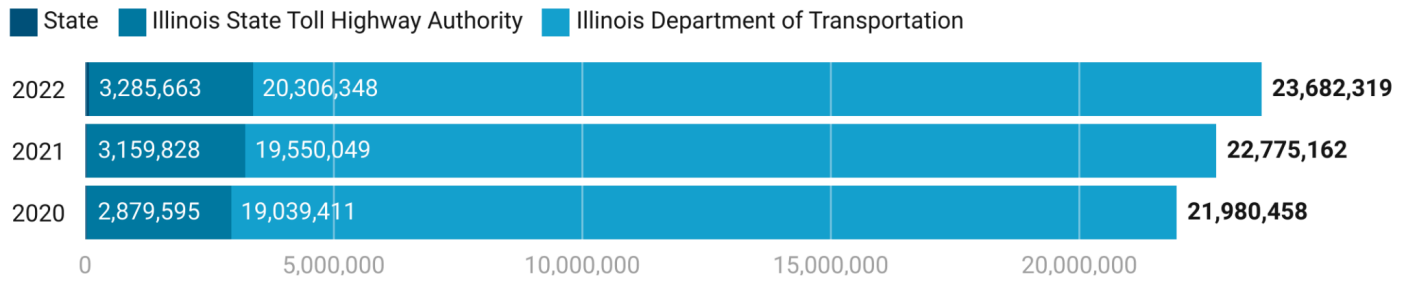 State Illinois State Toll Highway Authority Illinois Department of Transportation
2022 3,285,663 20,306,348 23,682,319
2021 3,159,828 19,550,049 22,775,162
2020 2,879,595 19,039,411 21,980,458
0 5,000,000 10,000,000 15,000,000 20,000,000